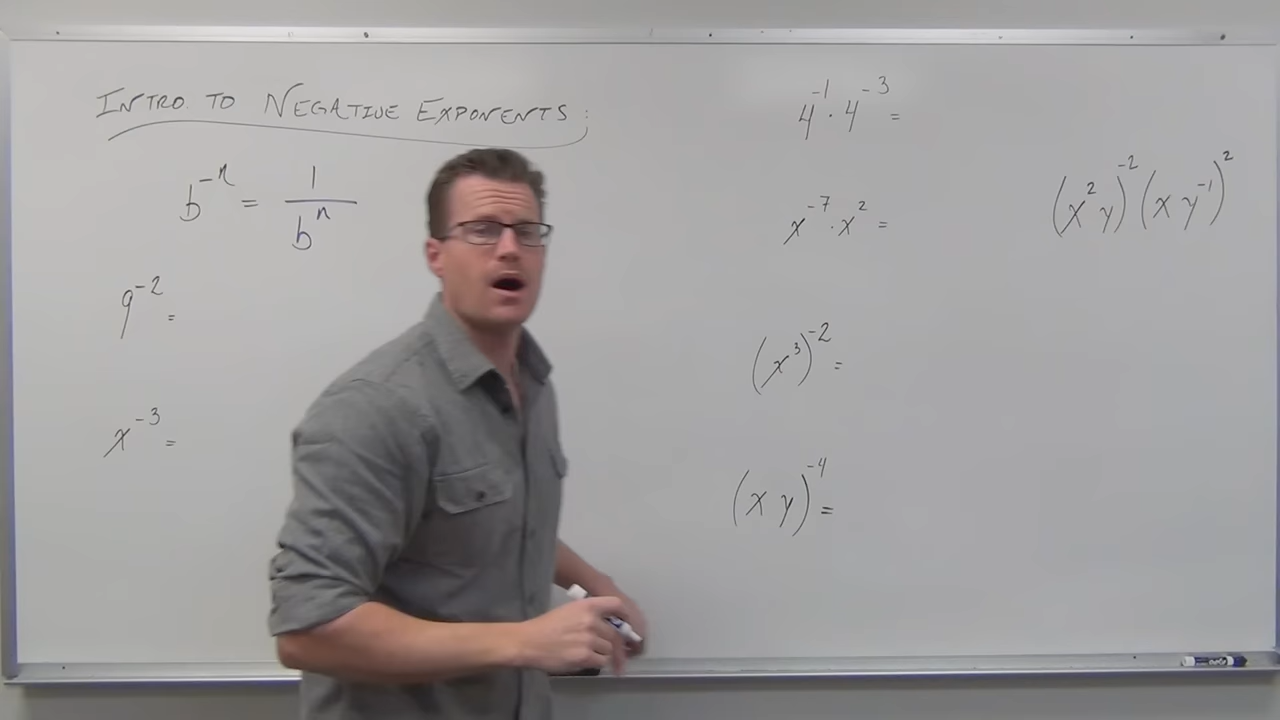 INTRO. TO NEGATIVE EXPONENTS:
b⁻ⁿ = 1/bⁿ
9⁻² =
x⁻³ =
4⁻¹ · 4⁻³ =
x⁻⁷ · x² =
(x³)⁻² =
(x y)⁻⁴ =
(x² y)⁻² (x y⁻¹)²